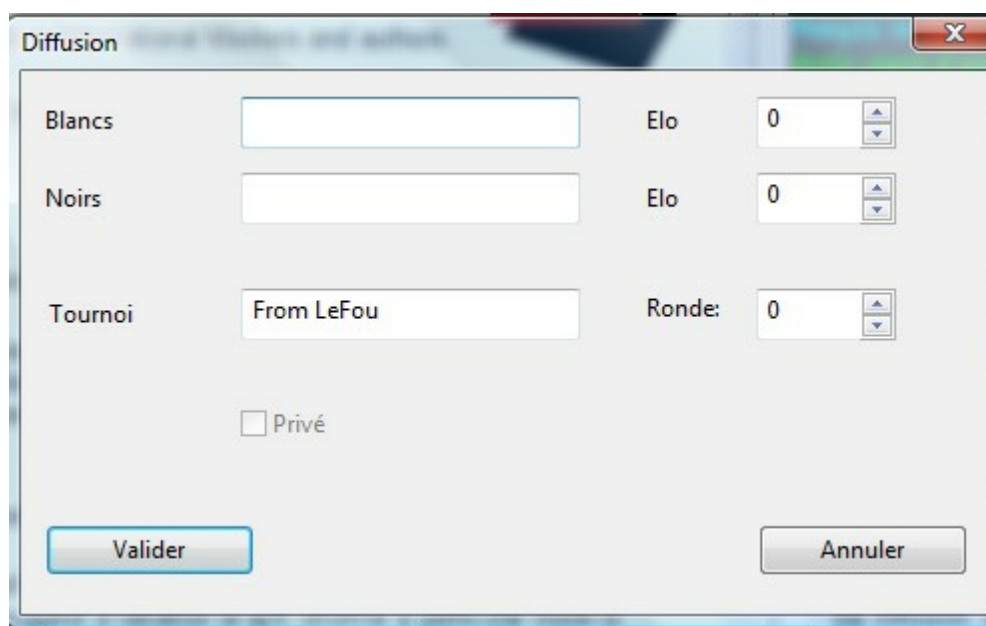 Diffusion
Blancs Elo 0
Noirs Elo 0
Tournoi From LeFou Ronde: 0
Privé
Valider Annuler